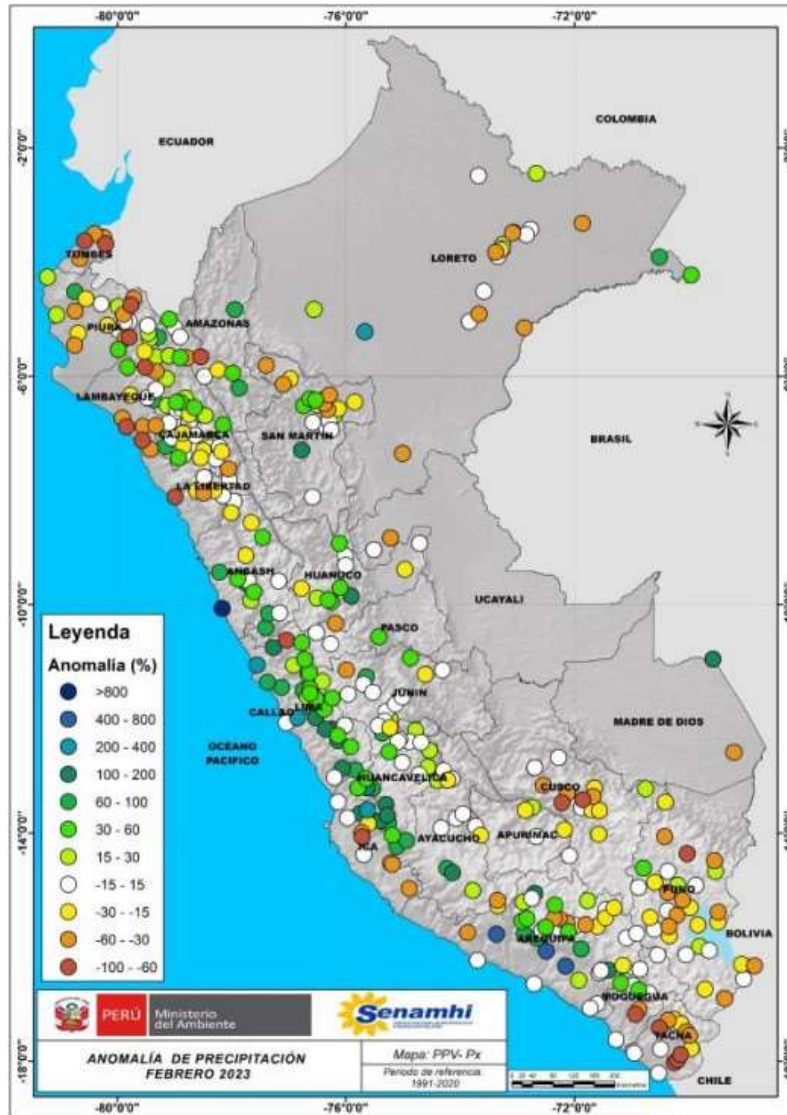 -80°0'0"
-76°0'0"
-72°0'0"
COLOMBIA
ECUADOR
-2°0'0"
LORETO
TUMBES
AMAZONAS
PIURA
-6°0'0"
LAMBAYEQUE
CAJAMARCA
SAN MARTIN
BRASIL
LA LIBERTAD
ANCASH
HUANUCO
UCAYALI
-10°0'0"
PASCO
JUNIN
LIMA
CALLAO
MADRE DE DIOS
OCÉANO
PACIFICO
HUANCAVELICA
CUSCO
-14°0'0"
ICA
AYACUCHO
APURIMAC
PUNO
AREQUIPA
BOLIVIA
MOQUEGUA
TACNA
-18°0'0"
CHILE
Leyenda
Anomalía (%)
>800
400 - 800
200 - 400
100 - 200
60 - 100
30 - 60
15 - 30
-15 - 15
-30 - -15
-60 - -30
-100 - -60
PERÚ
Ministerio
del Ambiente
Senamhi
ANOMALÍA DE PRECIPITACIÓN
FEBRERO 2023
Mapa: PPV- Px
Periodo de referencia:
1991-2020
-80°0'0"
-76°0'0"
-72°0'0"